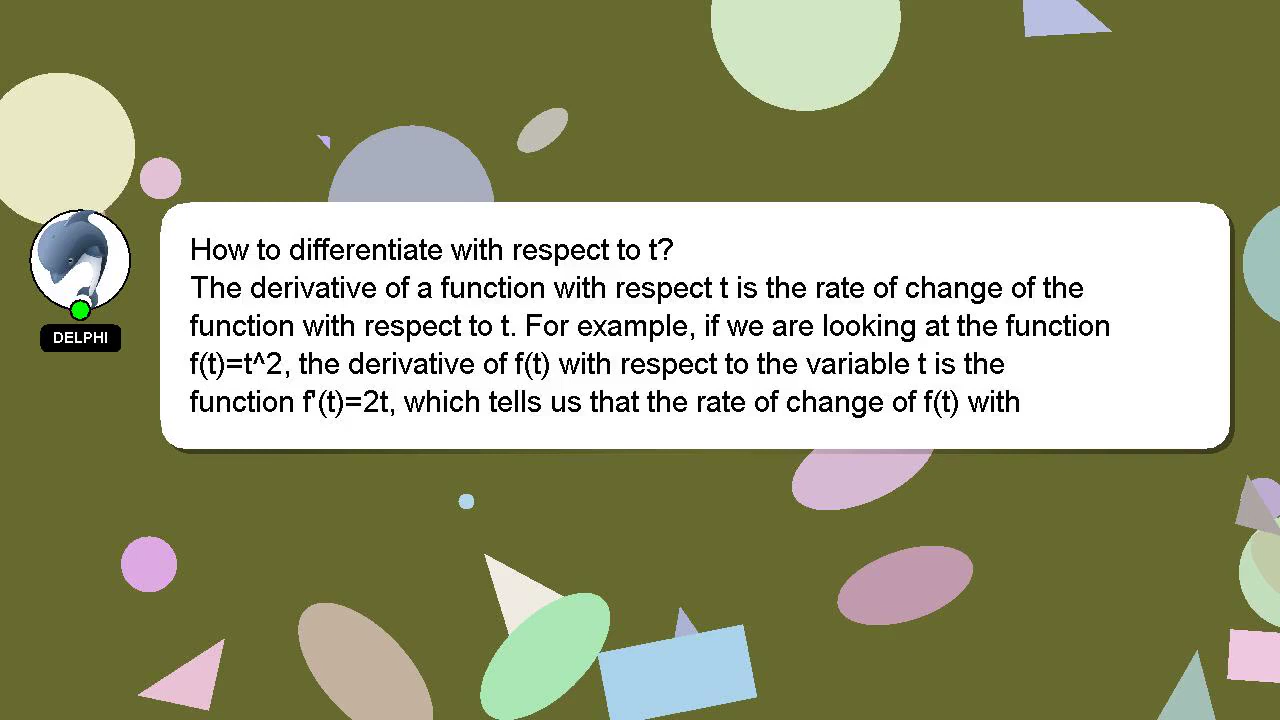 How to differentiate with respect to t?
The derivative of a function with respect t is the rate of change of the
function with respect to t. For example, if we are looking at the function
f(t)=t^2, the derivative of f(t) with respect to the variable t is the
function f'(t)=2t, which tells us that the rate of change of f(t) with
DELPHI